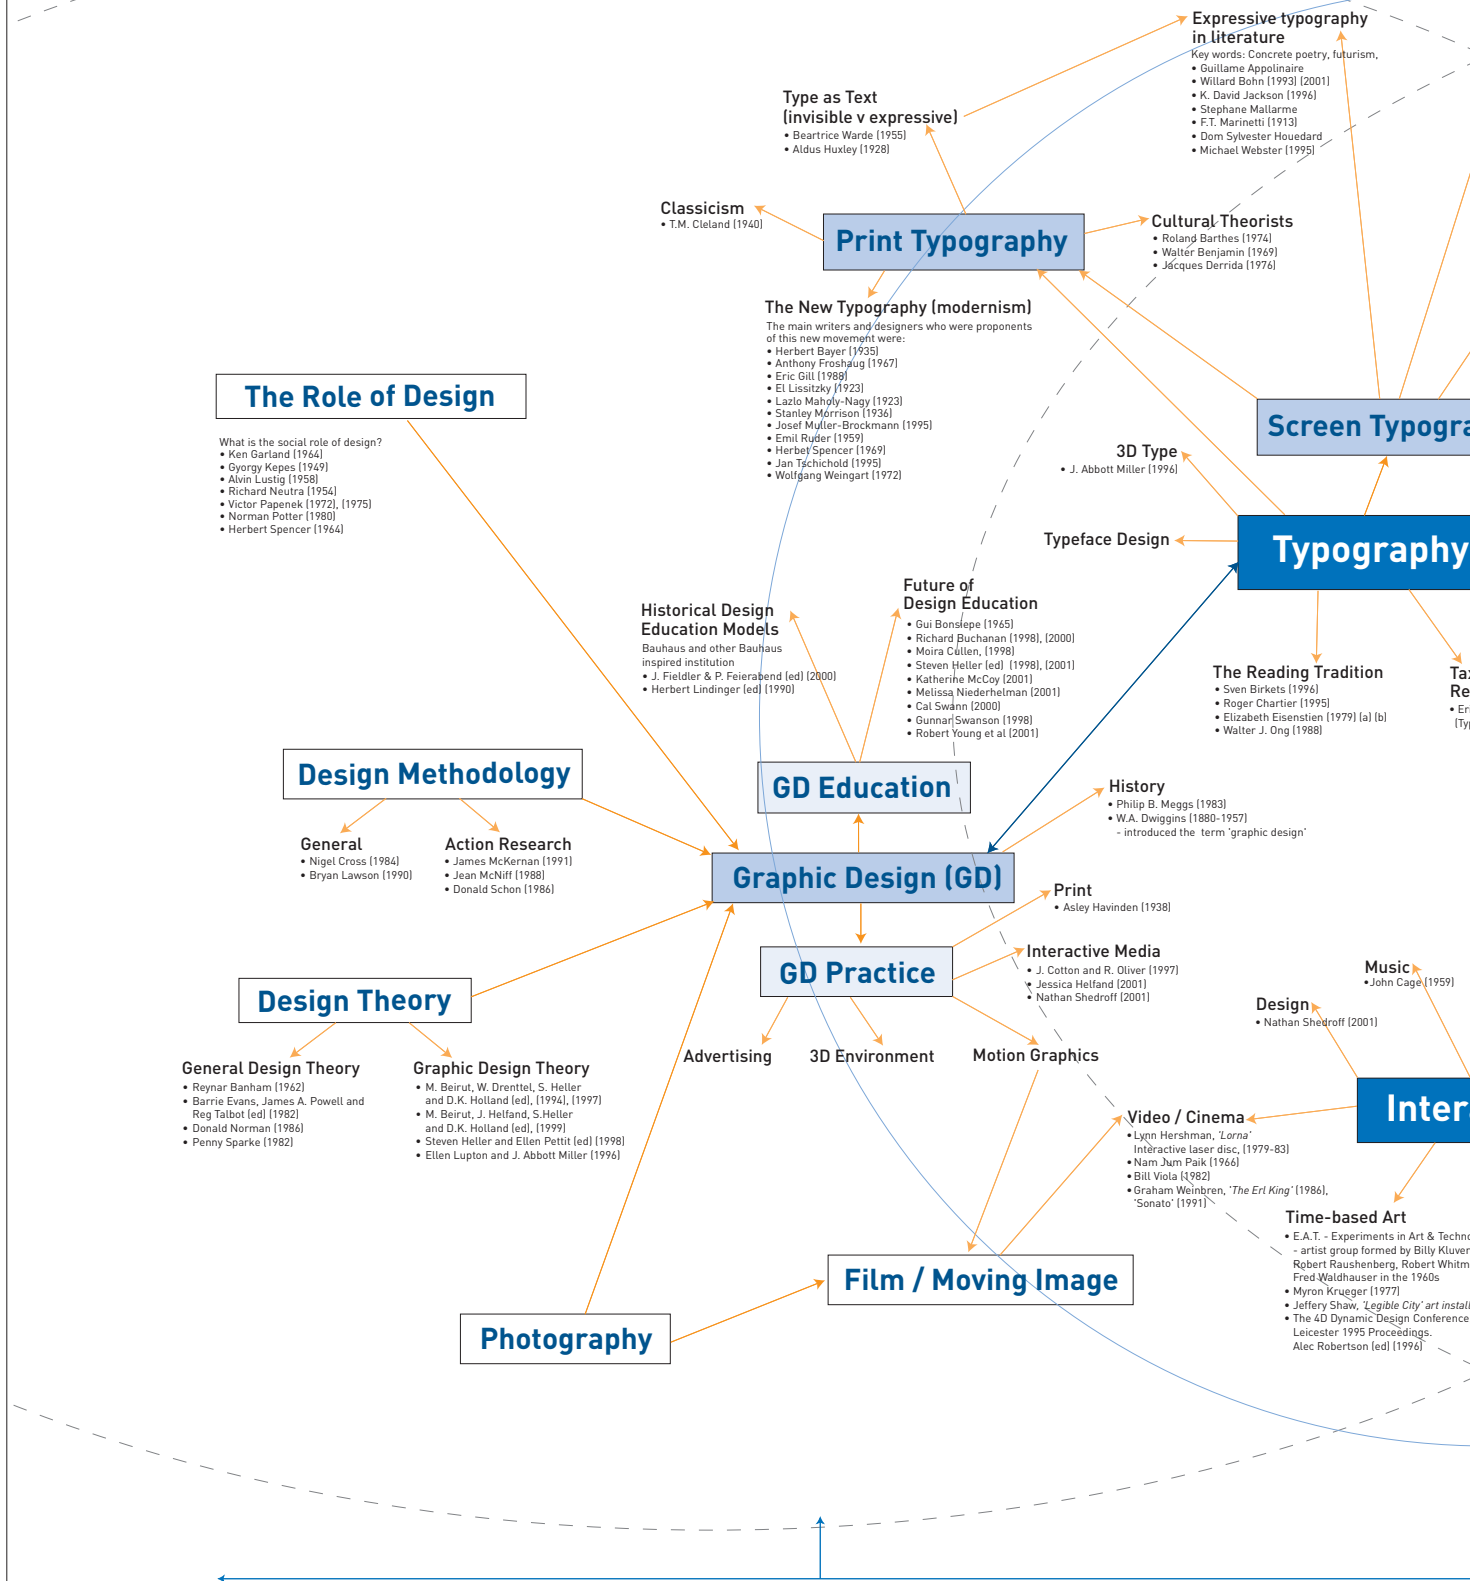 Expressive typography
in literature
Key words: Concrete poetry, futurism,
• Guillame Appolinaire
• Willard Bohn (1993) (2001)
• K. David Jackson (1996)
• Stephane Mallarme
• F.T. Marinetti (1913)
• Dom Sylvester Houedard
• Michael Webster (1995)
Type as Text
(invisible v expressive)
• Beartrice Warde (1955)
• Aldus Huxley (1928)
Classicism
• T.M. Cleland (1940)
Print Typography
Cultural Theorists
• Roland Barthes (1974)
• Walter Benjamin (1969)
• Jacques Derrida (1976)
The New Typography (modernism)
The main writers and designers who were proponents
of this new movement were:
• Herbert Bayer (1935)
• Anthony Froshaug (1967)
• Eric Gill (1988)
• El Lissitzky (1923)
• Lazlo Maholy-Nagy (1923)
• Stanley Morrison (1936)
• Josef Muller-Brockmann (1995)
• Emil Ruder (1959)
• Herbet Spencer (1969)
• Jan Tschichold (1995)
• Wolfgang Weingart (1972)
The Role of Design
What is the social role of design?
• Ken Garland (1964)
• Gyorgy Kepes (1949)
• Alvin Lustig (1958)
• Richard Neutra (1954)
• Victor Papenek (1972), (1975)
• Norman Potter (1980)
• Herbert Spencer (1964)
Screen Typogra
3D Type
• J. Abbott Miller (1996)
Typeface Design
Typography
Historical Design
Education Models
Bauhaus and other Bauhaus
inspired institution
• J. Fieldler & P. Feierabend (ed) (2000)
• Herbert Lindinger (ed) (1990)
Future of
Design Education
• Gui Bonsiepe (1965)
• Richard Buchanan (1998), (2000)
• Moira Cullen, (1998)
• Steven Heller (ed) (1998), (2001)
• Katherine McCoy (2001)
• Melissa Niederhelman (2001)
• Cal Swann (2000)
• Gunnar Swanson (1998)
• Robert Young et al (2001)
The Reading Tradition
• Sven Birkets (1996)
• Roger Chartier (1995)
• Elizabeth Eisenstien (1979) (a) (b)
• Walter J. Ong (1988)
Tax
Re
• Er
(Ty
Design Methodology
General
• Nigel Cross (1984)
• Bryan Lawson (1990)
Action Research
• James McKernan (1991)
• Jean McNiff (1988)
• Donald Schon (1986)
GD Education
History
• Philip B. Meggs (1983)
• W.A. Dwiggins (1880-1957)
- introduced the term 'graphic design'
Graphic Design (GD)
Print
• Asley Havinden (1938)
GD Practice
Interactive Media
• J. Cotton and R. Oliver (1997)
• Jessica Helfand (2001)
• Nathan Shedroff (2001)
Music
• John Cage (1959)
Design
• Nathan Shedroff (2001)
Design Theory
Advertising
3D Environment
Motion Graphics
General Design Theory
• Reynar Banham (1962)
• Barrie Evans, James A. Powell and
Reg Talbot (ed) (1982)
• Donald Norman (1986)
• Penny Sparke (1982)
Graphic Design Theory
• M. Beirut, W. Drenttel, S. Heller
and D.K. Holland (ed), (1994), (1997)
• M. Beirut, J. Helfand, S.Heller
and D.K. Holland (ed), (1999)
• Steven Heller and Ellen Pettit (ed) (1998)
• Ellen Lupton and J. Abbott Miller (1996)
Inter
Video / Cinema
• Lynn Hershman, 'Lorna'
Interactive laser disc, (1979-83)
• Nam Jum Paik (1966)
• Bill Viola (1982)
• Graham Weinbren, 'The Erl King' (1986),
'Sonato' (1991)
Time-based Art
• E.A.T. - Experiments in Art & Techno
- artist group formed by Billy Kluver
Robert Raushenberg, Robert Whitm
Fred Waldhauser in the 1960s
• Myron Krueger (1977)
• Jeffery Shaw, 'Legible City' art install
• The 4D Dynamic Design Conference
Leicester 1995 Proceedings.
Alec Robertson (ed) (1996)
Film / Moving Image
Photography